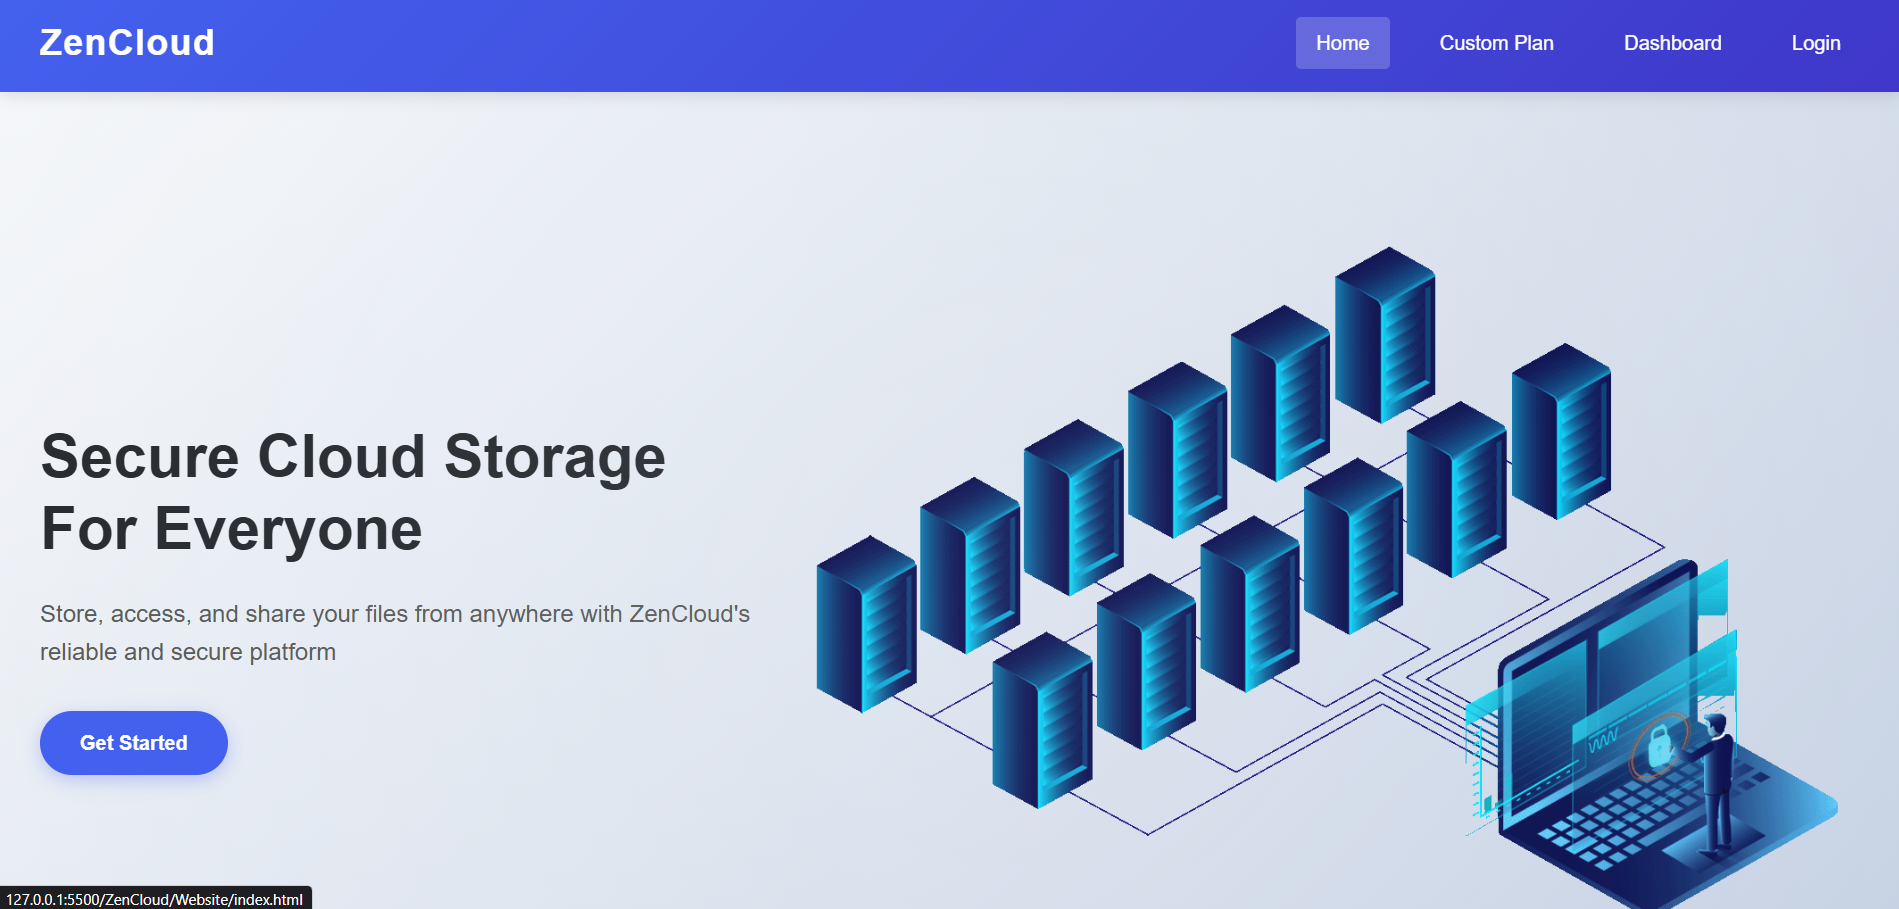 ZenCloud
Home
Custom Plan
Dashboard
Login
Secure Cloud Storage
For Everyone
Store, access, and share your files from anywhere with ZenCloud's
reliable and secure platform
Get Started
127.0.0.1:5500/ZenCloud/Website/index.html